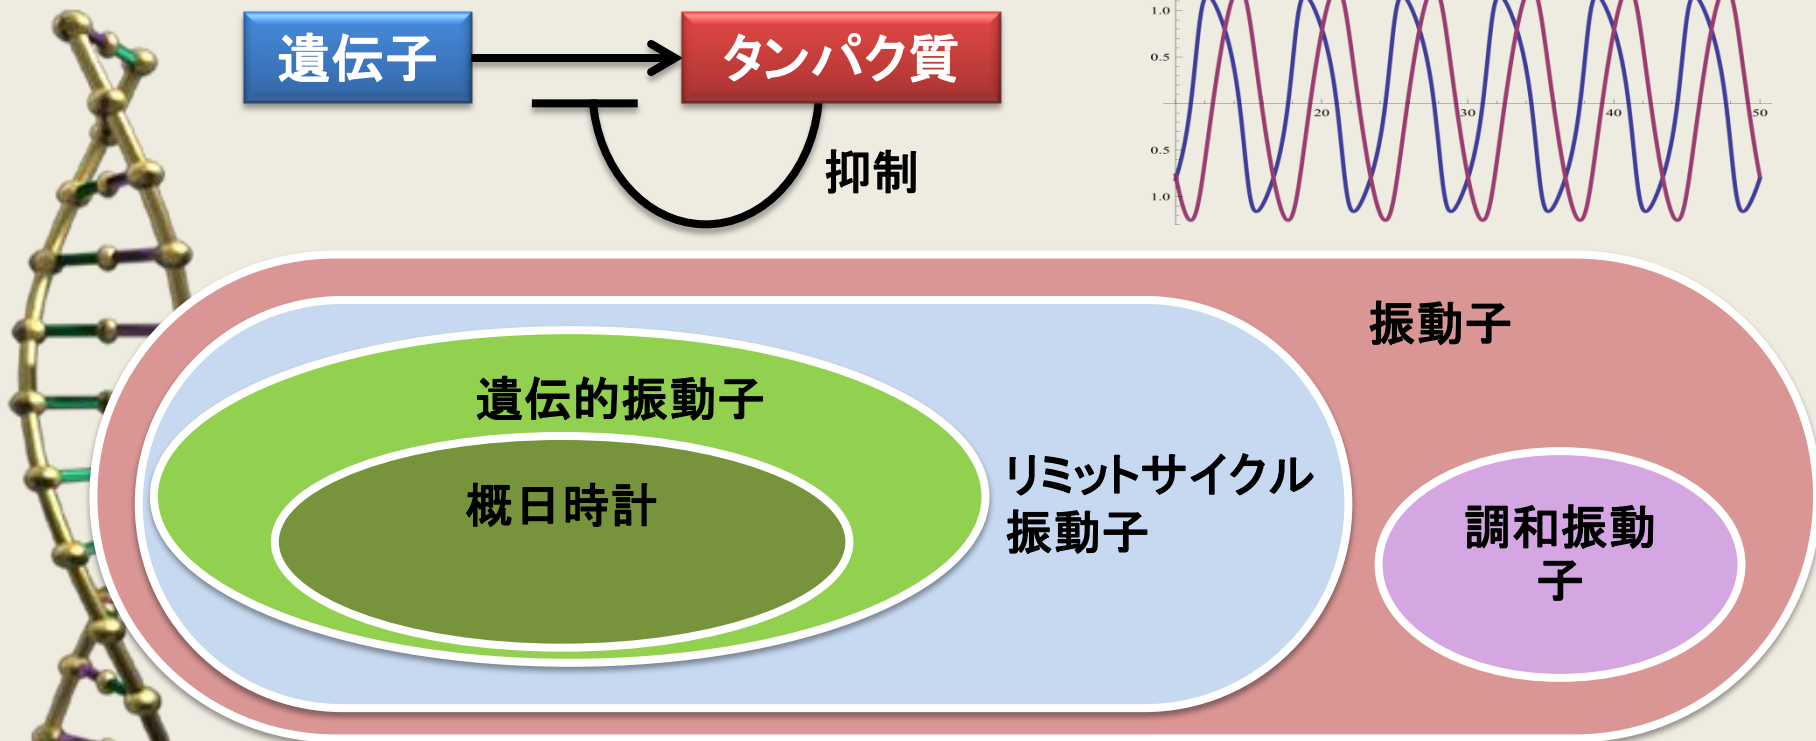 遺伝子
タンパク質
抑制
1.0
0.5
20
30
40
50
0.5
1.0
振動子
遺伝的振動子
概日時計
リミットサイクル
振動子
調和振動
子